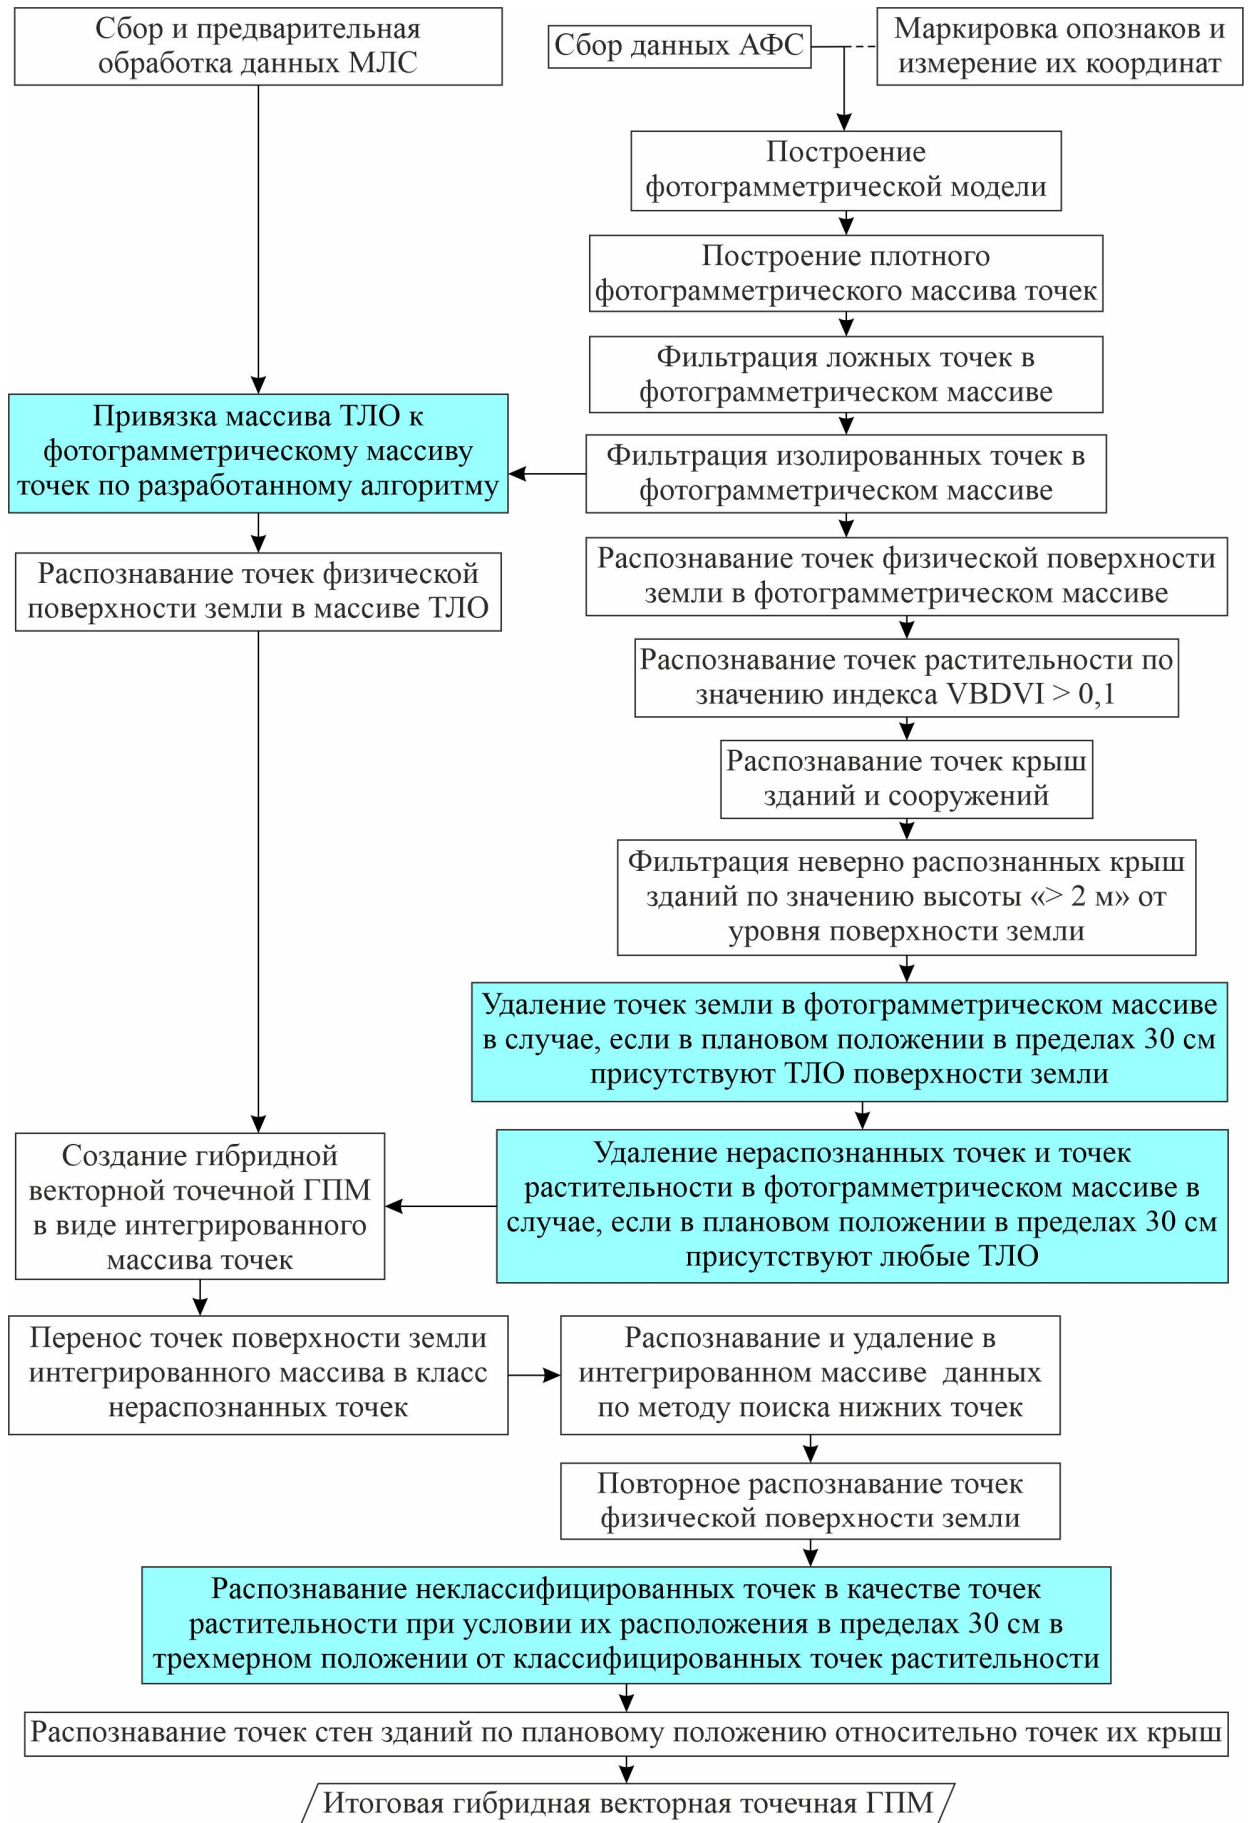 Сбор и предварительная
обработка данных МЛС
Сбор данных АФС
Маркировка опознаков и
измерение их координат
Построение
фотограмметрической модели
Построение плотного
фотограмметрического массива точек
Фильтрация ложных точек в
фотограмметрическом массиве
Привязка массива ТЛО к
фотограмметрическому массиву
точек по разработанному алгоритму
Фильтрация изолированных точек в
фотограмметрическом массиве
Распознавание точек физической
поверхности земли в массиве ТЛО
Распознавание точек физической поверхности
земли в фотограмметрическом массиве
Распознавание точек растительности по
значению индекса VBDVI > 0,1
Распознавание точек крыш
зданий и сооружений
Фильтрация неверно распознанных крыш
зданий по значению высоты «> 2 м» от
уровня поверхности земли
Удаление точек земли в фотограмметрическом массиве
в случае, если в плановом положении в пределах 30 см
присутствуют ТЛО поверхности земли
Удаление нераспознанных точек и точек
растительности в фотограмметрическом массиве в
случае, если в плановом положении в пределах 30 см
присутствуют любые ТЛО
Создание гибридной
векторной точечной ГПМ
в виде интегрированного
массива точек
Перенос точек поверхности земли
интегрированного массива в класс
нераспознанных точек
Распознавание и удаление в
интегрированном массиве данных
по методу поиска нижних точек
Повторное распознавание точек
физической поверхности земли
Распознавание неклассифицированных точек в качестве точек
растительности при условии их расположения в пределах 30 см в
трехмерном положении от классифицированных точек растительности
Распознавание точек стен зданий по плановому положению относительно точек их крыш
Итоговая гибридная векторная точечная ГПМ